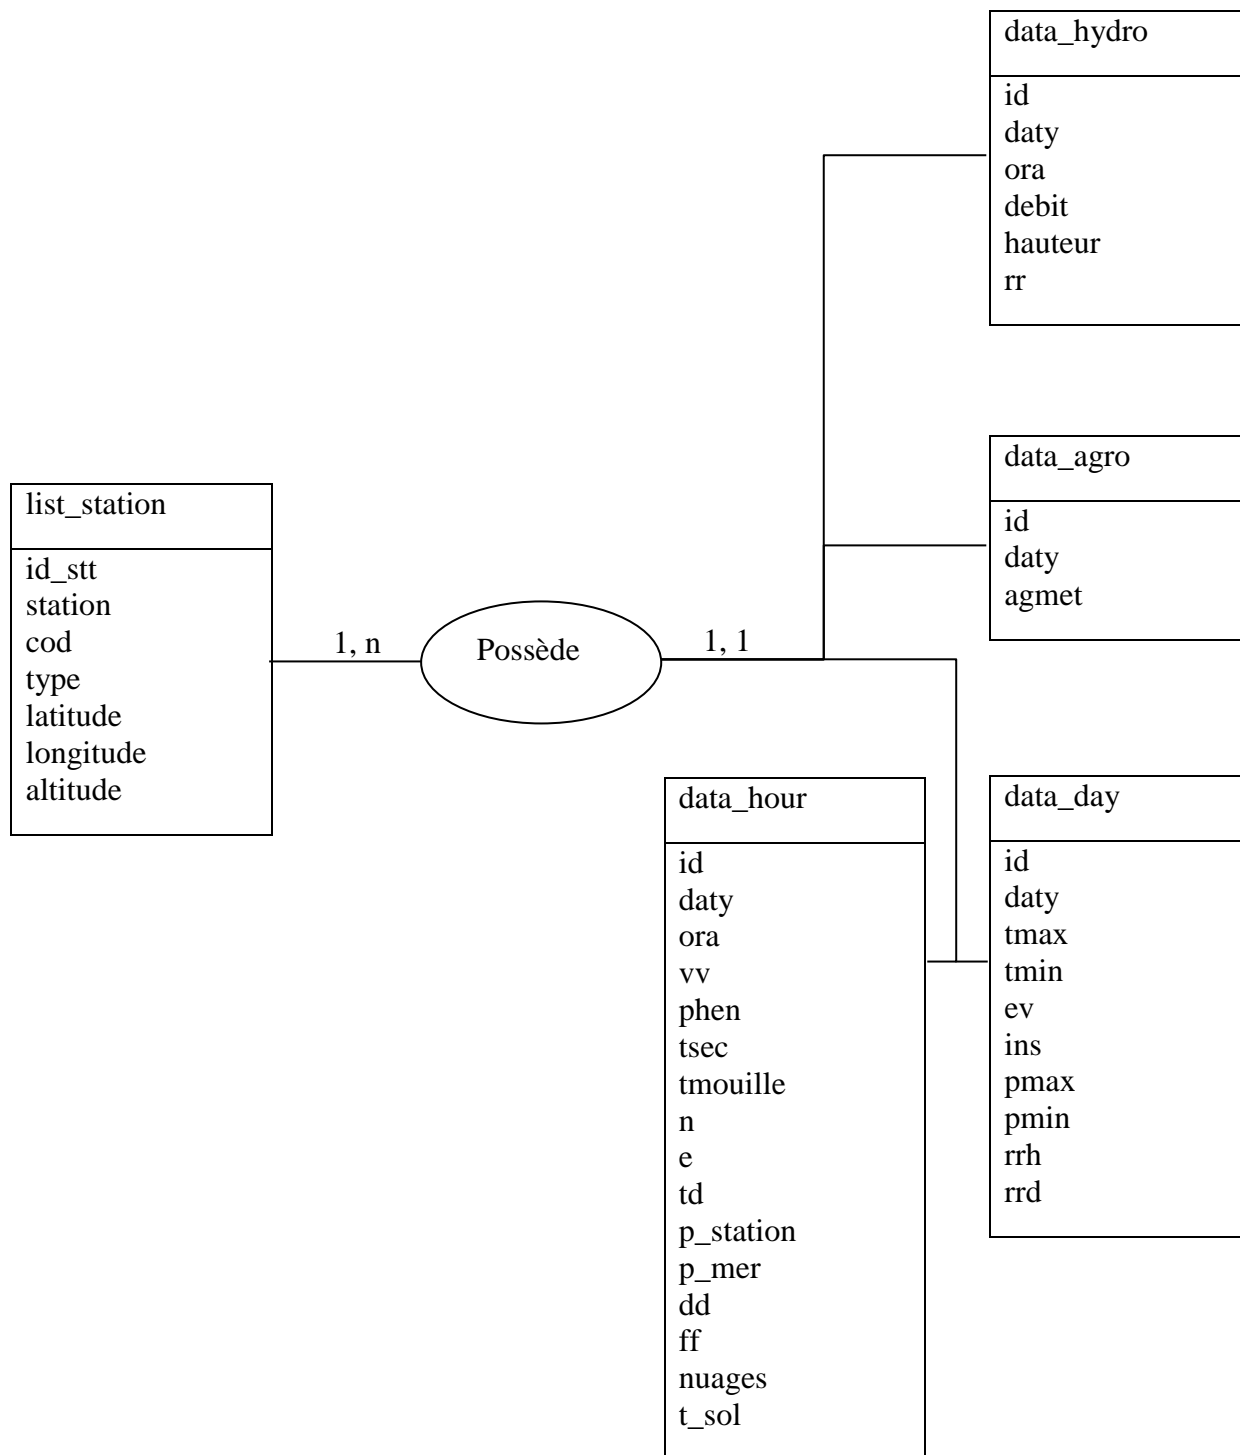 data_hydro
id
daty
ora
debit
hauteur
rr
data_agro
id
daty
agmet
list_station
id_stt
station
cod
type
latitude
longitude
altitude
1, n
Possède
1, 1
data_hour
id
daty
ora
vv
phen
tsec
tmouille
n
e
td
p_station
p_mer
dd
ff
nuages
t_sol
data_day
id
daty
tmax
tmin
ev
ins
pmax
pmin
rrh
rrd